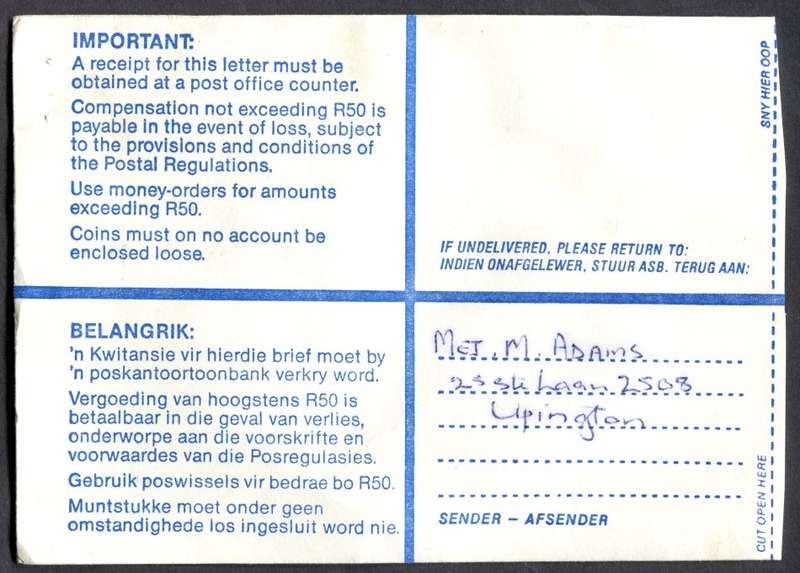 IMPORTANT:
A receipt for this letter must be
obtained at a post office counter.
Compensation not exceeding R50 is
payable in the event of loss, subject
to the provisions and conditions of
the Postal Regulations.
Use money-orders for amounts
exceeding R50.
Coins must on no account be
enclosed loose.
SNY HIER OOP
IF UNDELIVERED, PLEASE RETURN TO:
INDIEN ONAFGELEWER, STUUR ASB. TERUG AAN:
BELANGRIK:
'n Kwitansie vir hierdie brief moet by
'n poskantoortoonbank verkry word.
Vergoeding van hoogstens R50 is
betaalbaar in die geval van verlies,
onderworpe aan die voorskrifte en
voorwaardes van die Posregulasies.
Gebruik poswissels vir bedrae bo R50.
Muntstukke moet onder geen
omstandighede los ingesluit word nie.
MEJ. M. ADAMS
23ste Laan 2508
Upington
SENDER – AFSENDER
CUT OPEN HERE